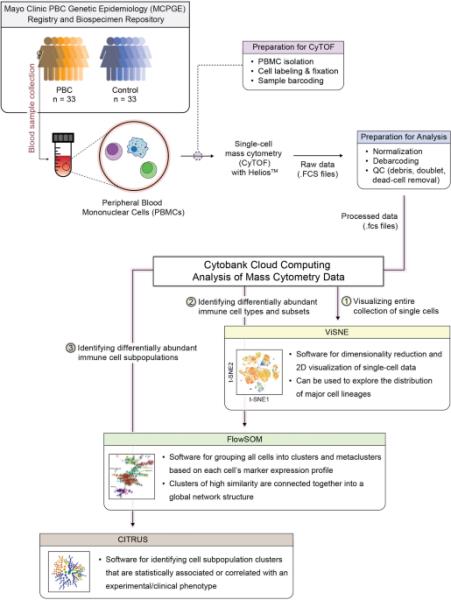 Mayo Clinic PBC Genetic Epidemiology (MCPGE)
Registry and Biospecimen Repository
PBC
n = 33
Control
n = 33
Blood sample collection
Preparation for CyTOF
• PBMC isolation
• Cell labeling & fixation
• Sample barcoding
Peripheral Blood
Mononuclear Cells (PBMCs)
Single-cell
mass cytometry
(CyTOF)
with Helios™
Raw data
(.FCS files)
Preparation for Analysis
• Normalization
• Debarcoding
• QC (debris, doublet,
dead-cell removal)
Processed data
(.fcs files)
Cytobank Cloud Computing
Analysis of Mass Cytometry Data
① Visualizing entire
collection of single cells
② Identifying differentially abundant
immune cell types and subsets
③ Identifying differentially abundant
immune cell subpopulations
ViSNE
t-SNE2
t-SNE1
• Software for dimensionality reduction and
2D visualization of single-cell data
• Can be used to explore the distribution
of major cell lineages
FlowSOM
• Software for grouping all cells into clusters and metaclusters
based on each cell's marker expression profile
• Clusters of high similarity are connected together into a
global network structure
CITRUS
• Software for identifying cell subpopulation clusters
that are statistically associated or correlated with an
experimental/clinical phenotype